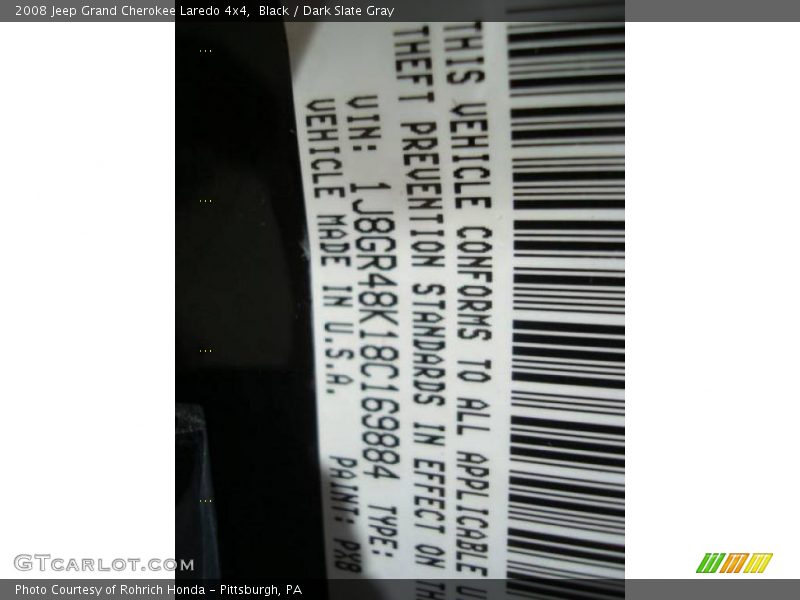 2008 Jeep Grand Cherokee Laredo 4x4, Black / Dark Slate Gray
THIS VEHICLE CONFORMS TO ALL APPLICABLE
THEFT PREVENTION STANDARDS IN EFFECT ON TH
VIN: 1J8GR48K18C169884 TYPE:
VEHICLE MADE IN U.S.A. PAINT: PX8
GTCARLOT.COM
Photo Courtesy of Rohrich Honda - Pittsburgh, PA